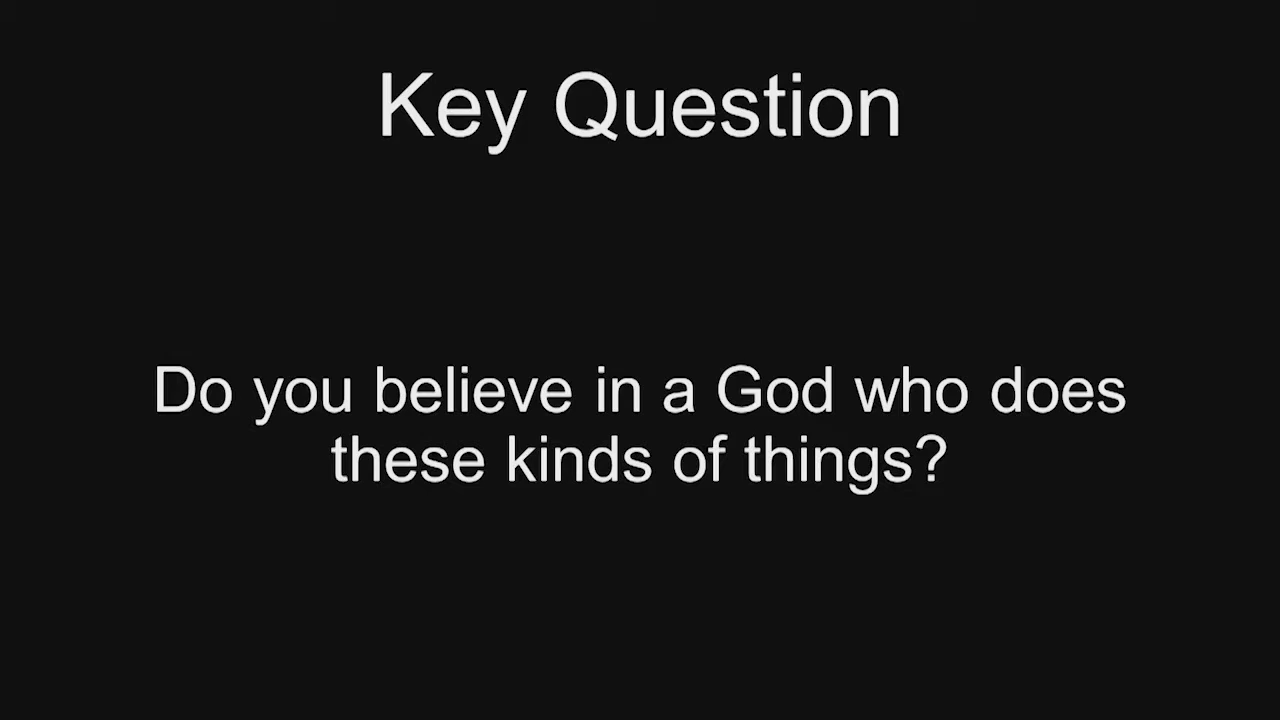 Key Question
Do you believe in a God who does
these kinds of things?